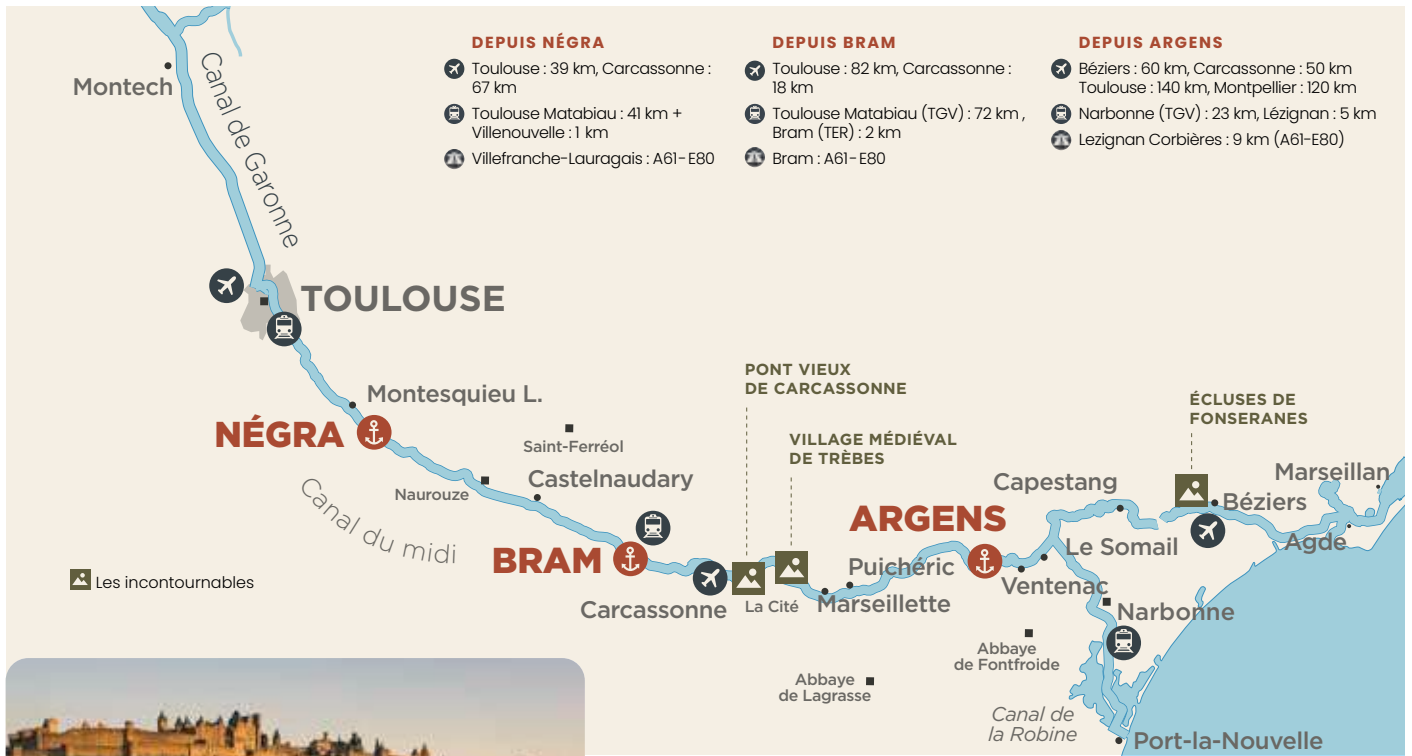 DEPUIS NÉGRA
Toulouse : 39 km, Carcassonne :
67 km
Toulouse Matabiau : 41 km +
Villenouvelle : 1 km
Villefranche-Lauragais : A61-E80
DEPUIS BRAM
Toulouse : 82 km, Carcassonne :
18 km
Toulouse Matabiau (TGV) : 72 km ,
Bram (TER) : 2 km
Bram : A61-E80
DEPUIS ARGENS
Béziers : 60 km, Carcassonne : 50 km
Toulouse : 140 km, Montpellier : 120 km
Narbonne (TGV) : 23 km, Lézignan : 5 km
Lezignan Corbières : 9 km (A61-E80)
Montech
Canal de Garonne
TOULOUSE
Montesquieu L.
NÉGRA
Saint-Ferréol
Naurouze
Castelnaudary
Canal du midi
BRAM
Les incontournables
Carcassonne
PONT VIEUX
DE CARCASSONNE
La Cité
VILLAGE MÉDIÉVAL
DE TRÈBES
Marseillette
Puichéric
ARGENS
Ventenac
Le Somail
Capestang
ÉCLUSES DE
FONSERANES
Béziers
Marseillan
Agde
Narbonne
Abbaye
de Fontfroide
Abbaye
de Lagrasse
Canal de
la Robine
Port-la-Nouvelle